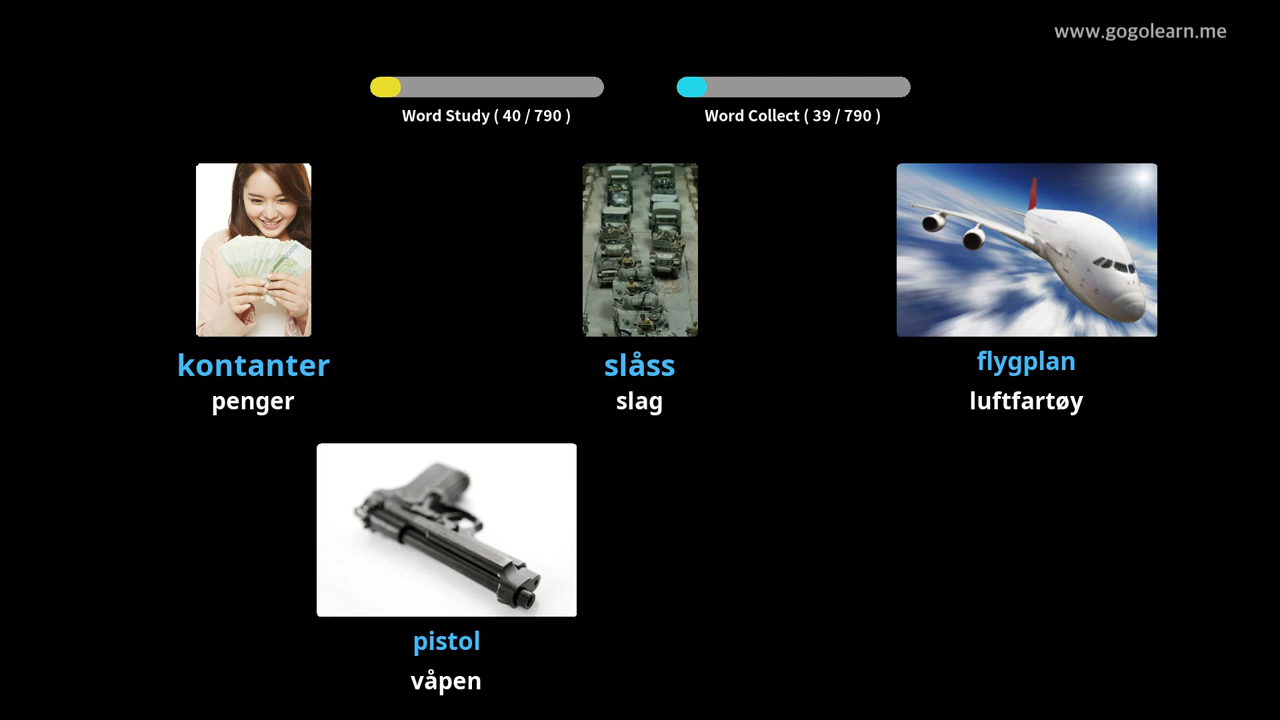 www.gogolearn.me
Word Study ( 40 / 790 )
Word Collect ( 39 / 790 )
kontanter
penger
slåss
slag
flygplan
luftfartøy
pistol
våpen